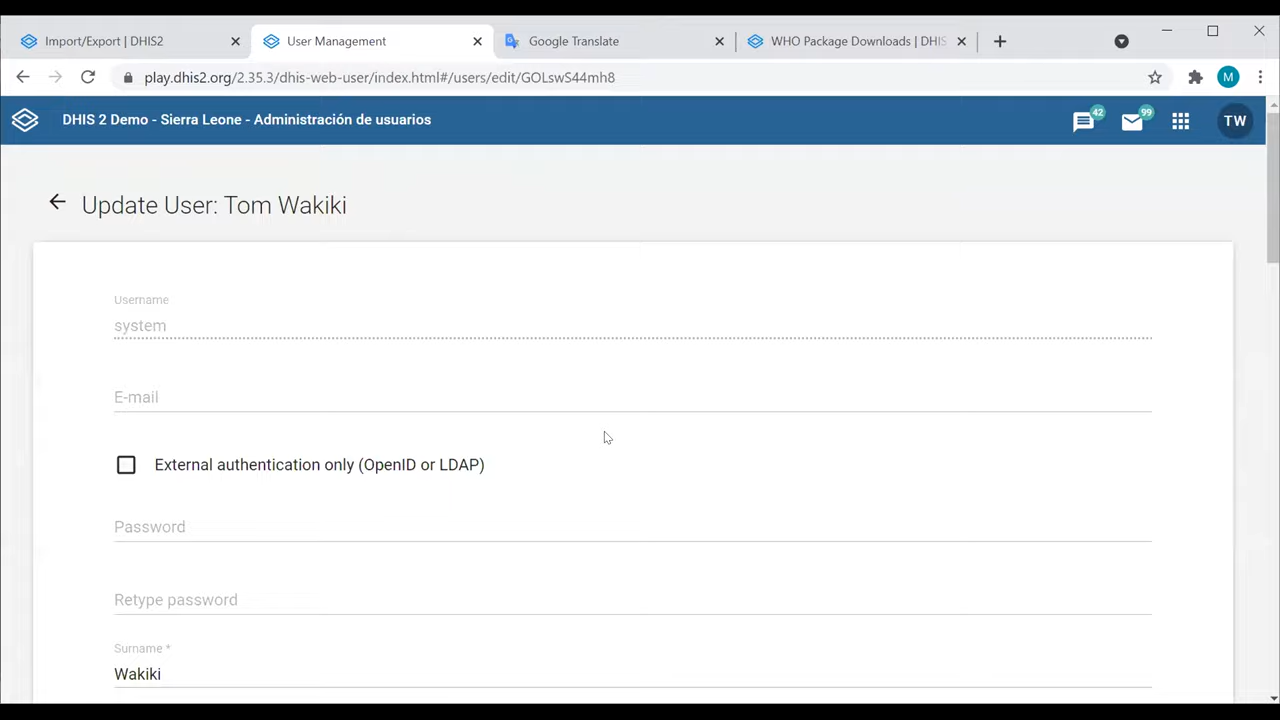 Import/Export | DHIS2
User Management
Google Translate
WHO Package Downloads | DHIS
play.dhis2.org/2.35.3/dhis-web-user/index.html#/users/edit/GOLswS44mh8
M
DHIS 2 Demo - Sierra Leone - Administración de usuarios
42
99
TW
Update User: Tom Wakiki
Username
system
E-mail
External authentication only (OpenID or LDAP)
Password
Retype password
Surname *
Wakiki